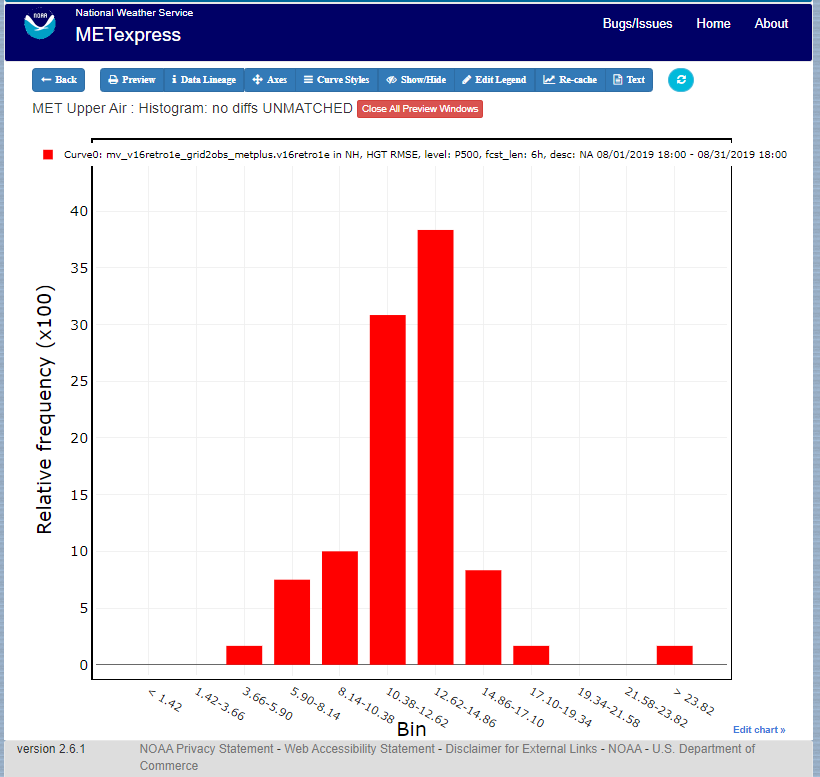 NOAA
National Weather Service
METexpress
Bugs/Issues Home About
Back Preview Data Lineage Axes Curve Styles Show/Hide Edit Legend Re-cache Text
MET Upper Air : Histogram: no diffs UNMATCHED Close All Preview Windows
Curve0: mv_v16retro1e_grid2obs_metplus.v16retro1e in NH, HGT RMSE, level: P500, fcst_len: 6h, desc: NA 08/01/2019 18:00 - 08/31/2019 18:00
Relative frequency (x100)
40
35
30
25
20
15
10
5
0
< 1.42
1.42-3.66
3.66-5.90
5.90-8.14
8.14-10.38
10.38-12.62
12.62-14.86
14.86-17.10
17.10-19.34
19.34-21.58
21.58-23.82
> 23.82
Bin
Edit chart »
version 2.6.1
NOAA Privacy Statement - Web Accessibility Statement - Disclaimer for External Links - NOAA - U.S. Department of
Commerce